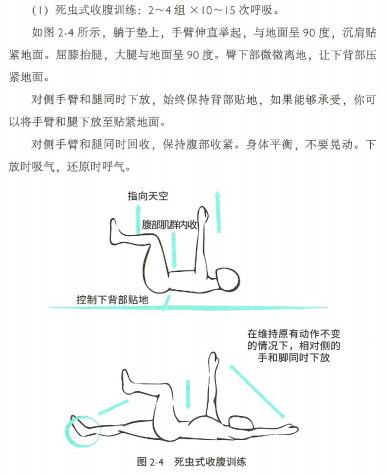 (1) 死虫式收腹训练：2～4组 ×10～15次呼吸。
如图 2-4 所示，躺于垫上，手臂伸直举起，与地面呈 90 度，沉肩贴
紧地面。屈膝抬腿，大腿与地面呈 90 度。臀下部微微离地，让下背部压
紧地面。
对侧手臂和腿同时下放，始终保持背部贴地，如果能够承受，你可
以将手臂和腿下放至贴紧地面。
对侧手臂和腿同时回收，保持腹部收紧。身体平衡，不要晃动。下
放时吸气，还原时呼气。
指向天空
腹部肌群内收
控制下背部贴地
在维持原有动作不变
的情况下，相对侧的
手和脚同时下放
图 2-4 死虫式收腹训练